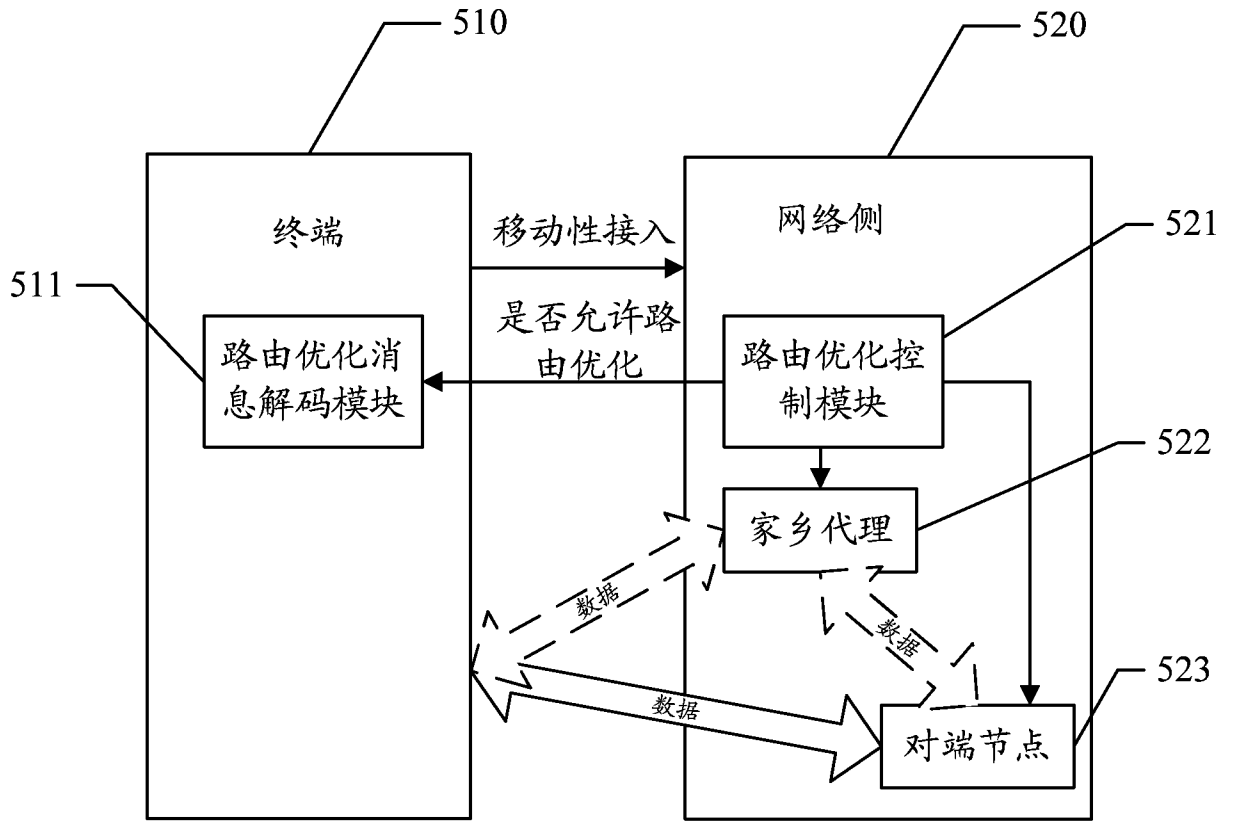 510
520
终端
移动性接入
网络侧
521
511
是否允许路
由优化
路由优化消
息解码模块
路由优化控
制模块
522
家乡代理
数据
数据
数据
523
对端节点